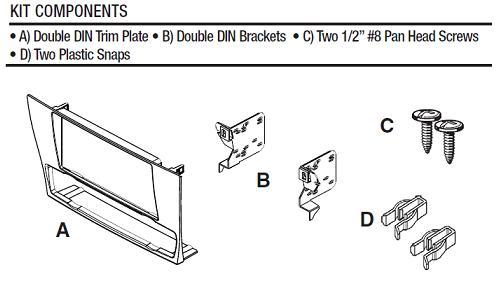 KIT COMPONENTS
• A) Double DIN Trim Plate • B) Double DIN Brackets • C) Two 1/2” #8 Pan Head Screws
• D) Two Plastic Snaps
A
B
C
D